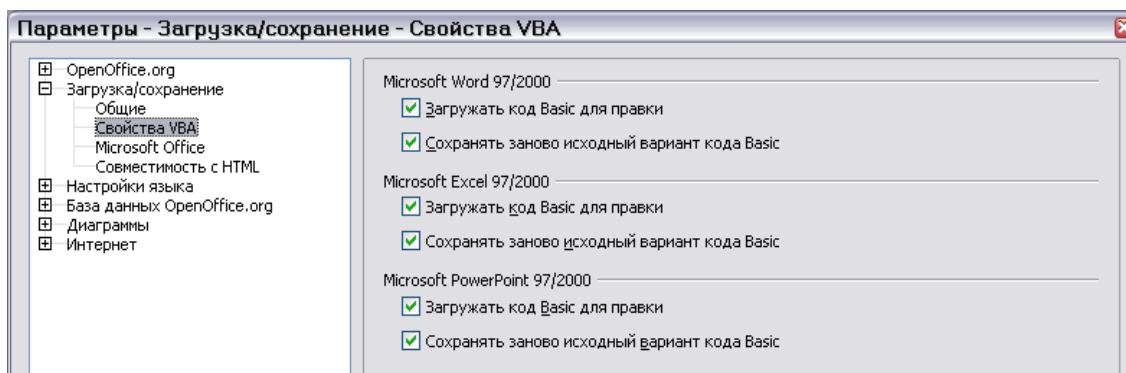 Параметры - Загрузка/сохранение - Свойства VBA
OpenOffice.org
Загрузка/сохранение
Общие
Свойства VBA
Microsoft Office
Совместимость с HTML
Настройки языка
База данных OpenOffice.org
Диаграммы
Интернет
Microsoft Word 97/2000
Загружать код Basic для правки
Сохранять заново исходный вариант кода Basic
Microsoft Excel 97/2000
Загружать код Basic для правки
Сохранять заново исходный вариант кода Basic
Microsoft PowerPoint 97/2000
Загружать код Basic для правки
Сохранять заново исходный вариант кода Basic